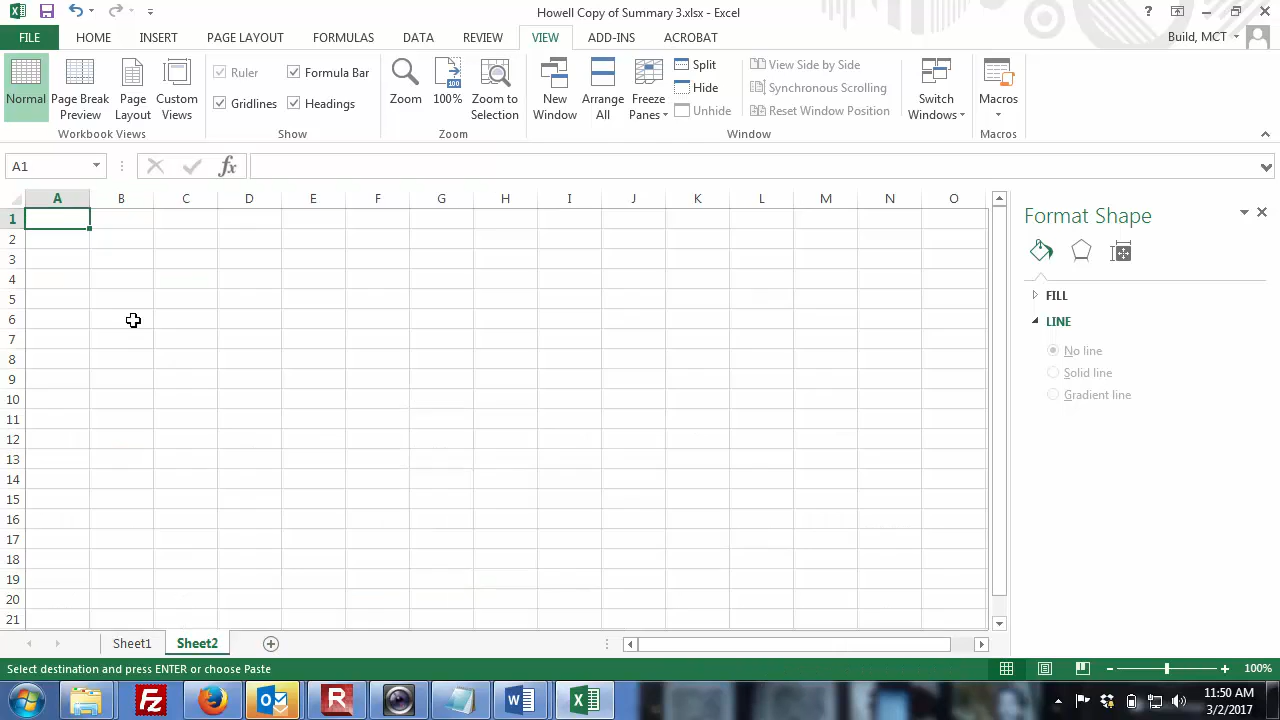 Howell Copy of Summary 3.xlsx - Excel
?
FILE HOME INSERT PAGE LAYOUT FORMULAS DATA REVIEW VIEW ADD-INS ACROBAT Build, MCT
Normal
Page Break
Preview
Page
Layout
Custom
Views
Workbook Views
Ruler
Formula Bar
Gridlines
Headings
Show
Zoom
100
100%
Zoom to
Selection
Zoom
New
Window
Arrange
All
Freeze
Panes
Split
Hide
Unhide
View Side by Side
Synchronous Scrolling
Reset Window Position
Window
Switch
Windows
Macros
Macros
A1
fx
A B C D E F G H I J K L M N O
1
2
3
4
5
6
7
8
9
10
11
12
13
14
15
16
17
18
19
20
21
Format Shape
FILL
LINE
No line
Solid line
Gradient line
Sheet1 Sheet2
Select destination and press ENTER or choose Paste
100%
11:50 AM
3/2/2017